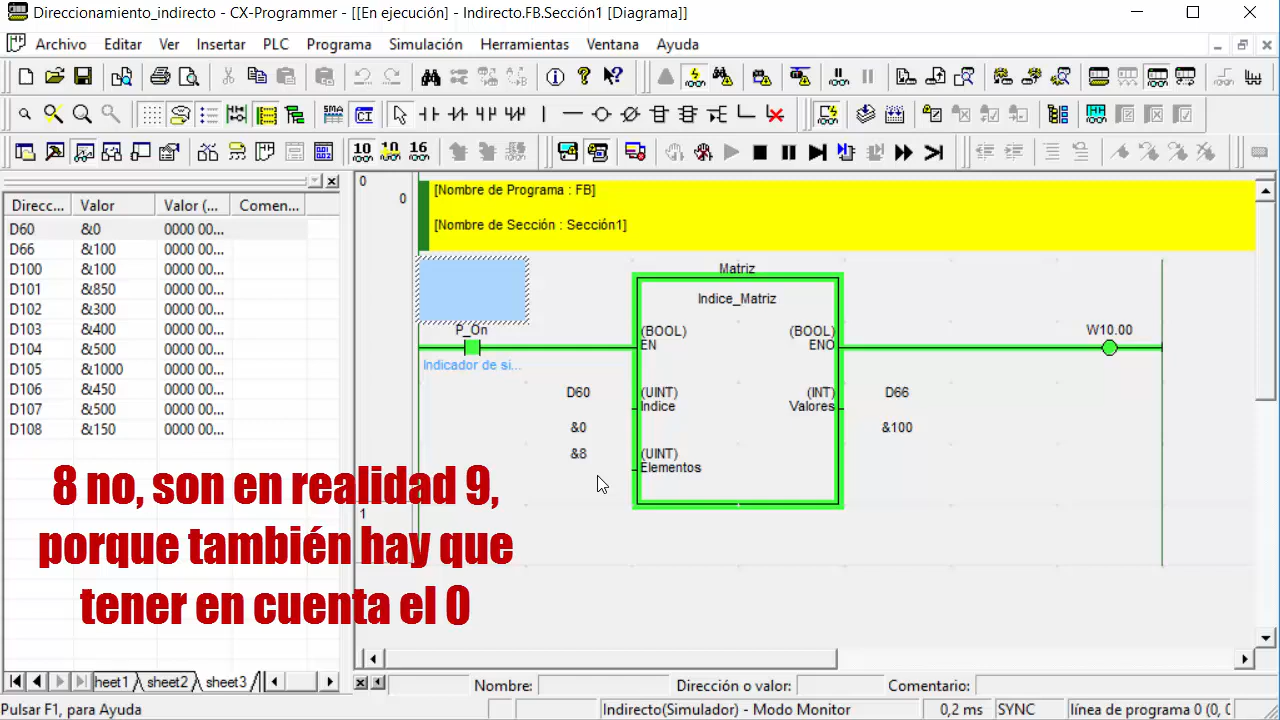 Direccionamiento_indirecto - CX-Programmer - [[En ejecución] - Indirecto.FB.Sección1 [Diagrama]]
Archivo Editar Ver Insertar PLC Programa Simulación Herramientas Ventana Ayuda
SMA CI
10 10 16
Direcc... Valor Valor (... Comen...
D60 &0 0000 00...
D66 &100 0000 00...
D100 &100 0000 00...
D101 &850 0000 00...
D102 &300 0000 00...
D103 &400 0000 00...
D104 &500 0000 00...
D105 &1000 0000 00...
D106 &450 0000 00...
D107 &500 0000 00...
D108 &150 0000 00...
8 no, son en realidad 9,
porque también hay que
tener en cuenta el 0
heet1 sheet2 sheet3
0
0
[Nombre de Programa : FB]
[Nombre de Sección : Sección1]
Matriz
Indice_Matriz
P_On (BOOL) (BOOL) W10.00
EN ENO
Indicador de si...
D60 (UINT) (INT) D66
Indice Valores
&0 &100
&8 (UINT)
Elementos
1
Nombre: Dirección o valor: Comentario:
Pulsar F1, para Ayuda Indirecto(Simulador) - Modo Monitor 0,2 ms SYNC línea de programa 0 (0, 0